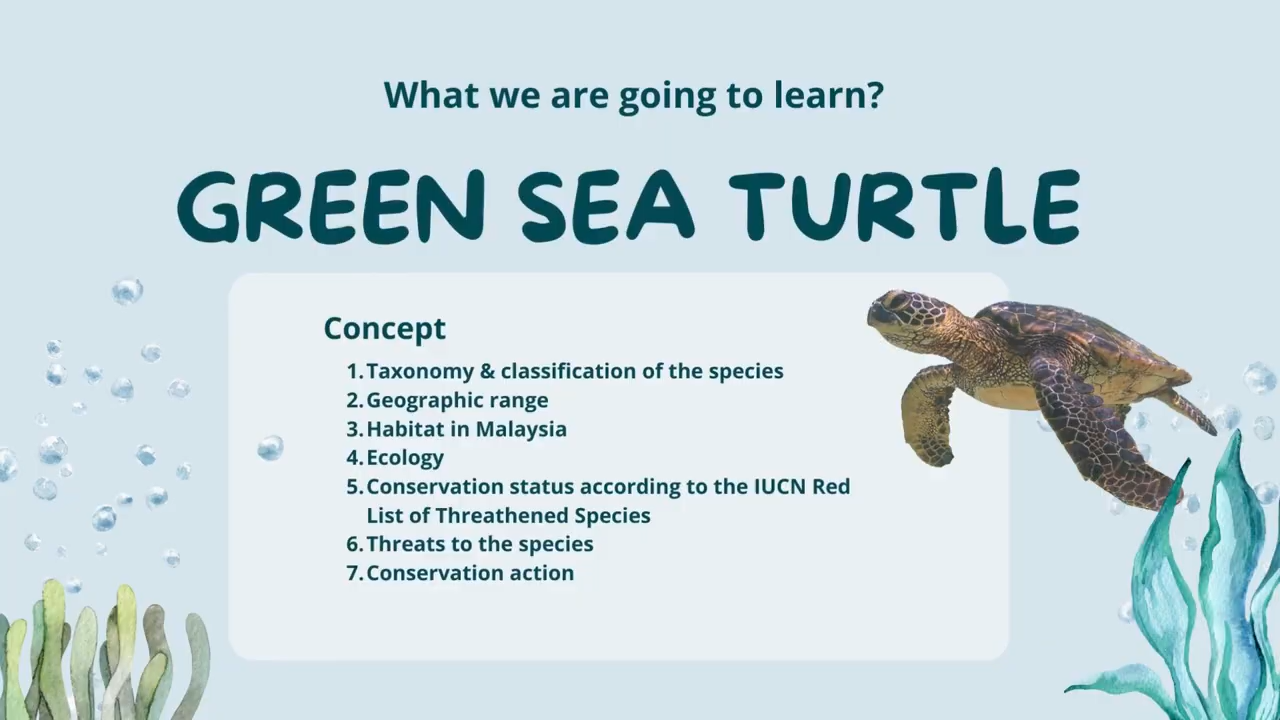 What we are going to learn?
GREEN SEA TURTLE
Concept
1. Taxonomy & classification of the species
2. Geographic range
3. Habitat in Malaysia
4. Ecology
5. Conservation status according to the IUCN Red
List of Threathened Species
6. Threats to the species
7. Conservation action